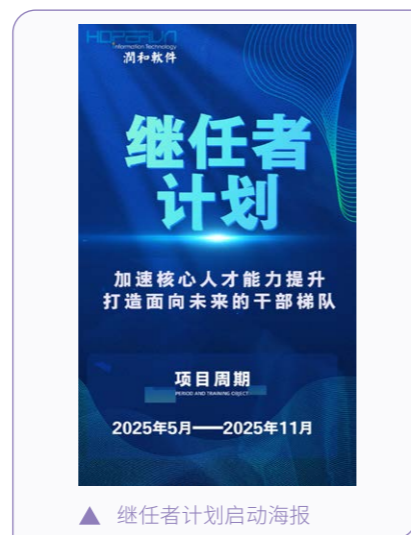 HOPERUN
Information Technology
潤和軟件
继任者
计划
加速核心人才能力提升
打造面向未来的干部梯队
项目周期
PERIOD AND TRAINING OBJECT
2025年5月——2025年11月
▲ 继任者计划启动海报